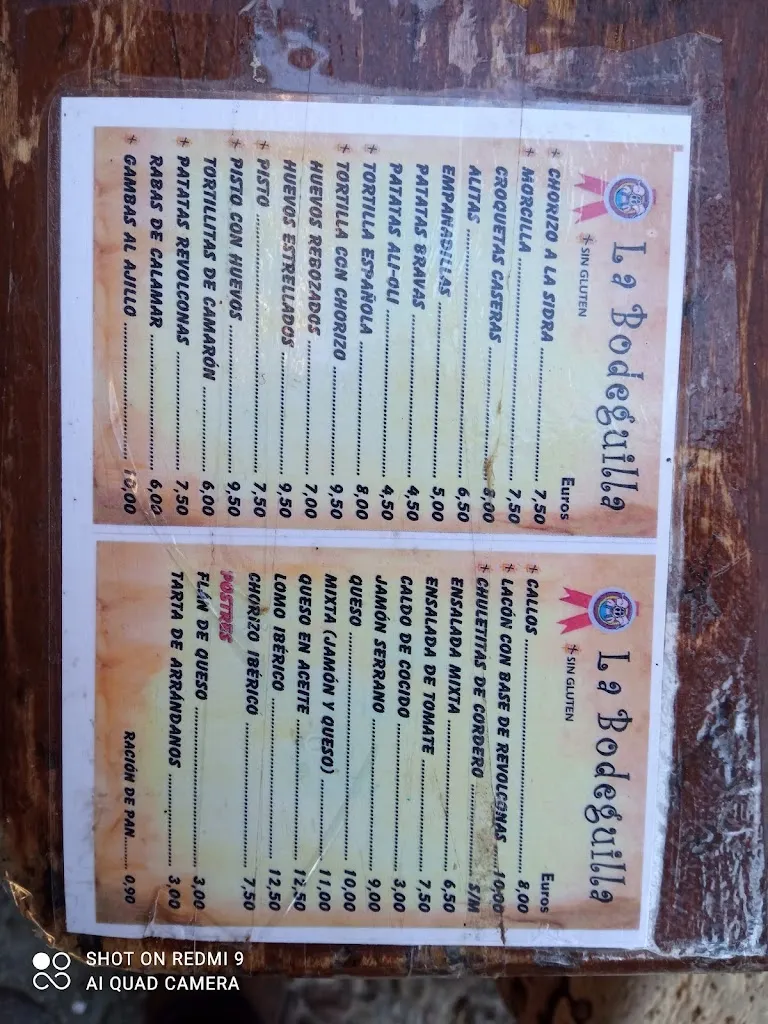 La Bodeguilla
* SIN GLUTEN
Euros
* CHORIZO A LA SIDRA 7,50
* MORCILLA 7,50
CROQUETAS CASERAS 8,00
ALITAS 6,50
EMPANADILLAS 5,00
PATATAS BRAVAS 4,50
PATATAS ALI-OLI 4,50
* TORTILLA ESPAÑOLA 8,00
* TORTILLA CON CHORIZO 9,50
HUEVOS REBOZADOS 7,00
HUEVOS ESTRELLADOS 9,50
* PISTO 7,50
* PISTO CON HUEVOS 9,50
TORTILLITAS DE CAMARÓN 6,00
* PATATAS REVOLCONAS 7,50
RABAS DE CALAMAR 6,00
* GAMBAS AL AJILLO 10,00
La Bodeguilla
* SIN GLUTEN
Euros
* CALLOS 8,00
* LACÓN CON BASE DE REVOLCONAS 10,00
* CHULETITAS DE CORDERO S/M
ENSALADA MIXTA 6,50
ENSALADA DE TOMATE 7,50
CALDO DE COCIDO 3,00
JAMÓN SERRANO 9,00
QUESO 10,00
MIXTA (JAMÓN Y QUESO) 11,00
QUESO EN ACEITE 12,50
LOMO IBÉRICO 12,50
CHORIZO IBÉRICO 7,50
POSTRES
FLAN DE QUESO 3,00
TARTA DE ARRÁNDANOS 3,00
RACIÓN DE PAN 0,90
SHOT ON REDMI 9
AI QUAD CAMERA